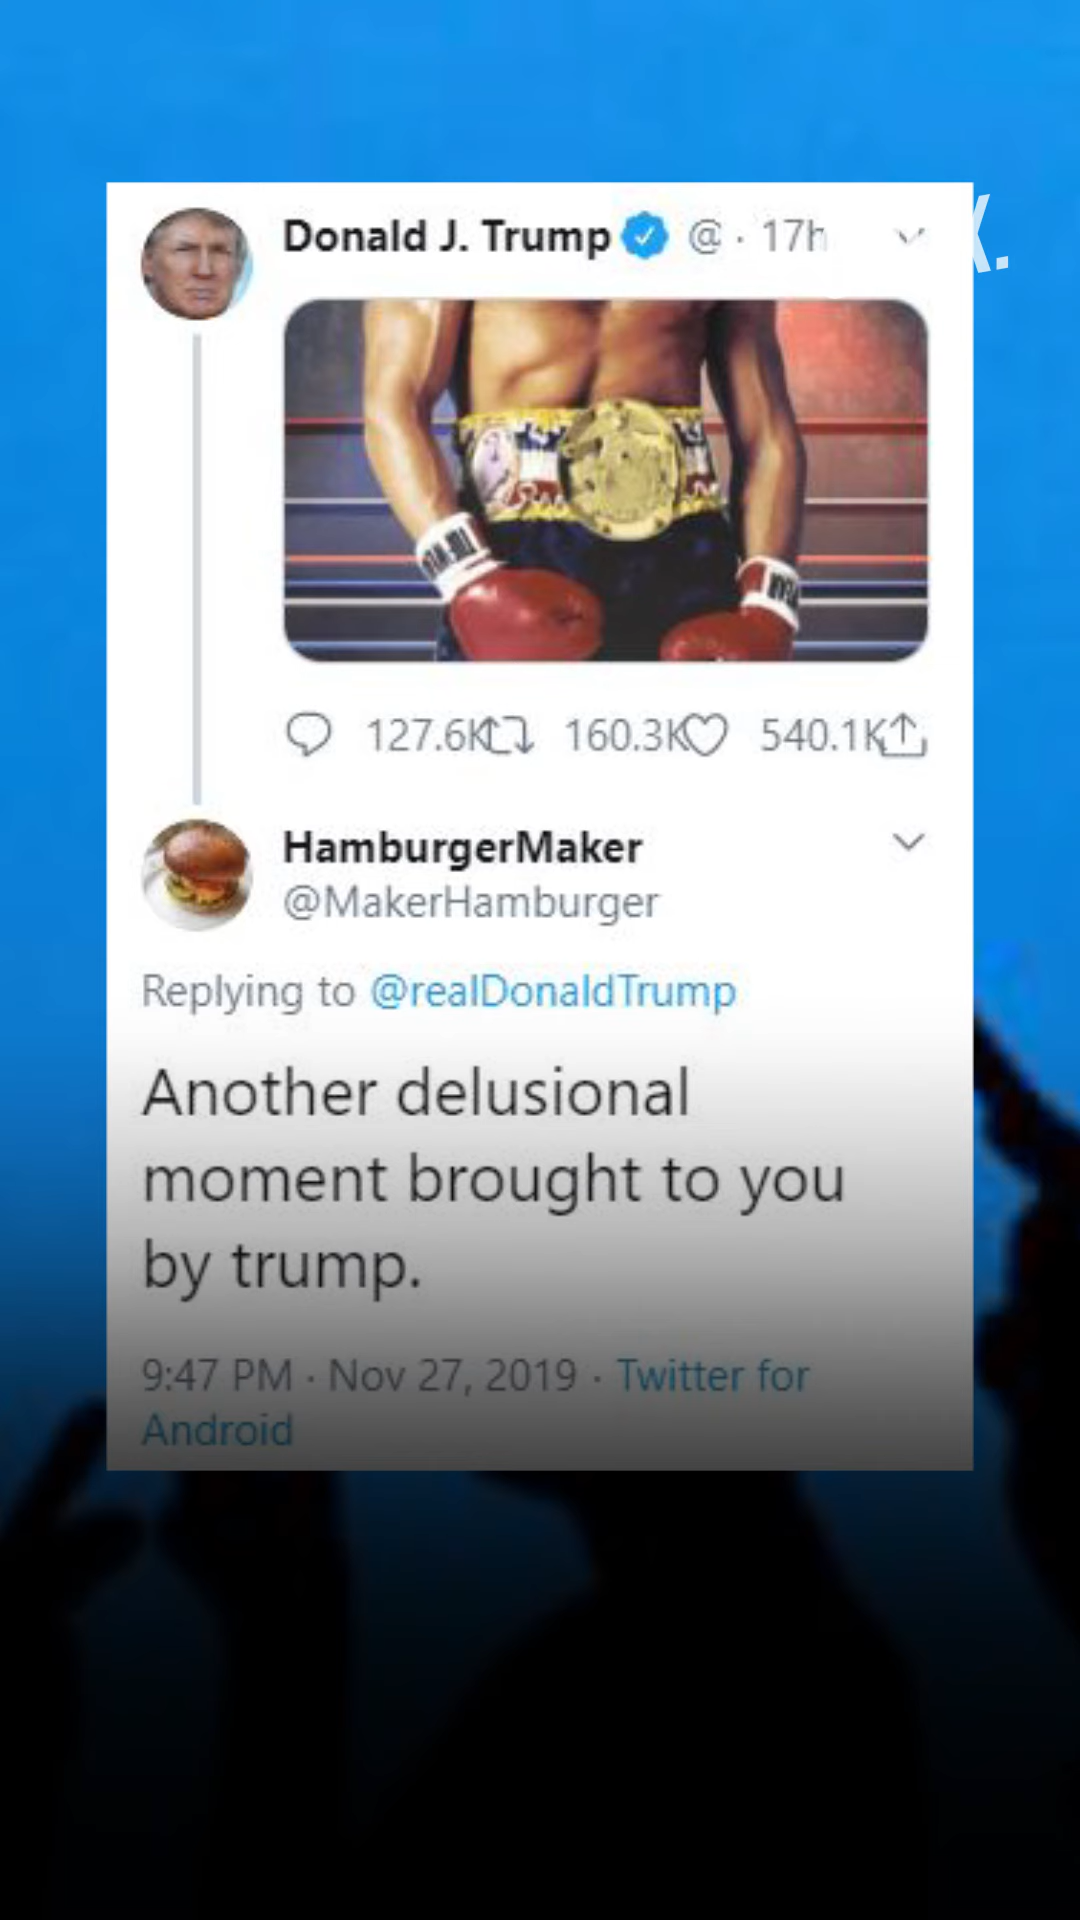 Donald J. Trump @ · 17h
127.6K 160.3K 540.1K
HamburgerMaker
@MakerHamburger
Replying to @realDonaldTrump
Another delusional
moment brought to you
by trump.
9:47 PM · Nov 27, 2019 · Twitter for
Android